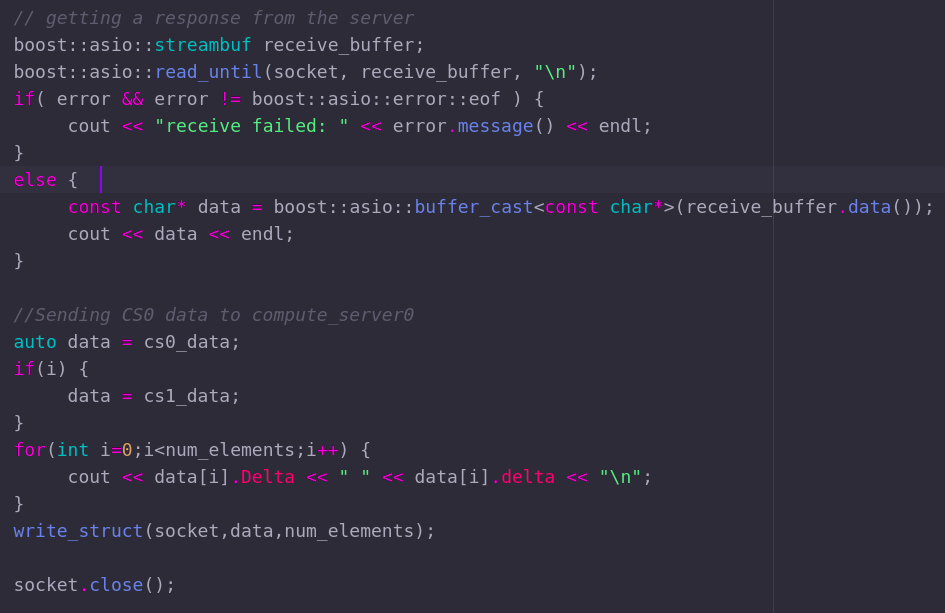 // getting a response from the server
boost::asio::streambuf receive_buffer;
boost::asio::read_until(socket, receive_buffer, "\n");
if( error && error != boost::asio::error::eof ) {
     cout << "receive failed: " << error.message() << endl;
}
else {
     const char* data = boost::asio::buffer_cast<const char*>(receive_buffer.data());
     cout << data << endl;
}

//Sending CS0 data to compute_server0
auto data = cs0_data;
if(i) {
     data = cs1_data;
}
for(int i=0;i<num_elements;i++) {
     cout << data[i].Delta << " " << data[i].delta << "\n";
}
write_struct(socket,data,num_elements);

socket.close();